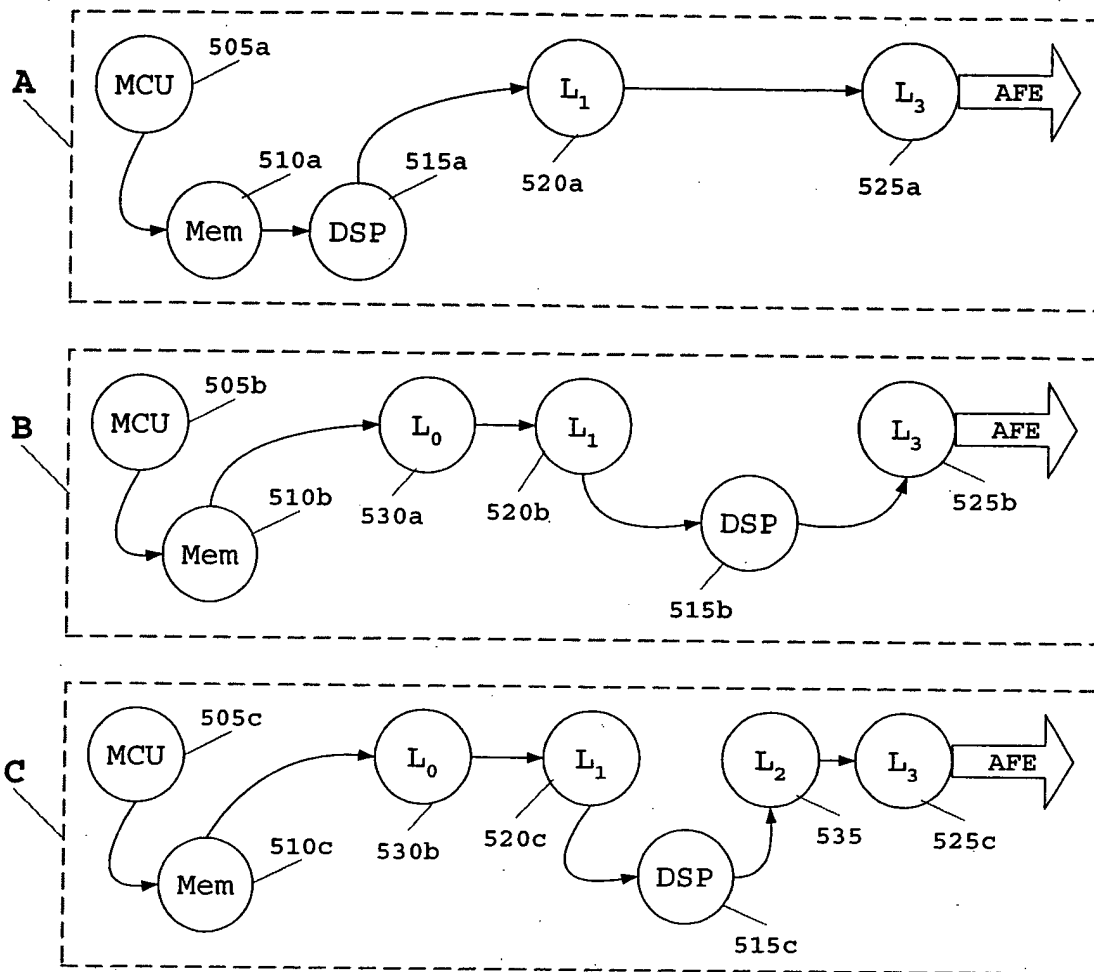 A
MCU
505a
Mem
510a
DSP
515a
L₁
520a
L₃
525a
AFE
B
MCU
505b
Mem
510b
L₀
530a
L₁
520b
DSP
515b
L₃
525b
AFE
C
MCU
505c
Mem
510c
L₀
530b
L₁
520c
DSP
515c
L₂
535
L₃
525c
AFE